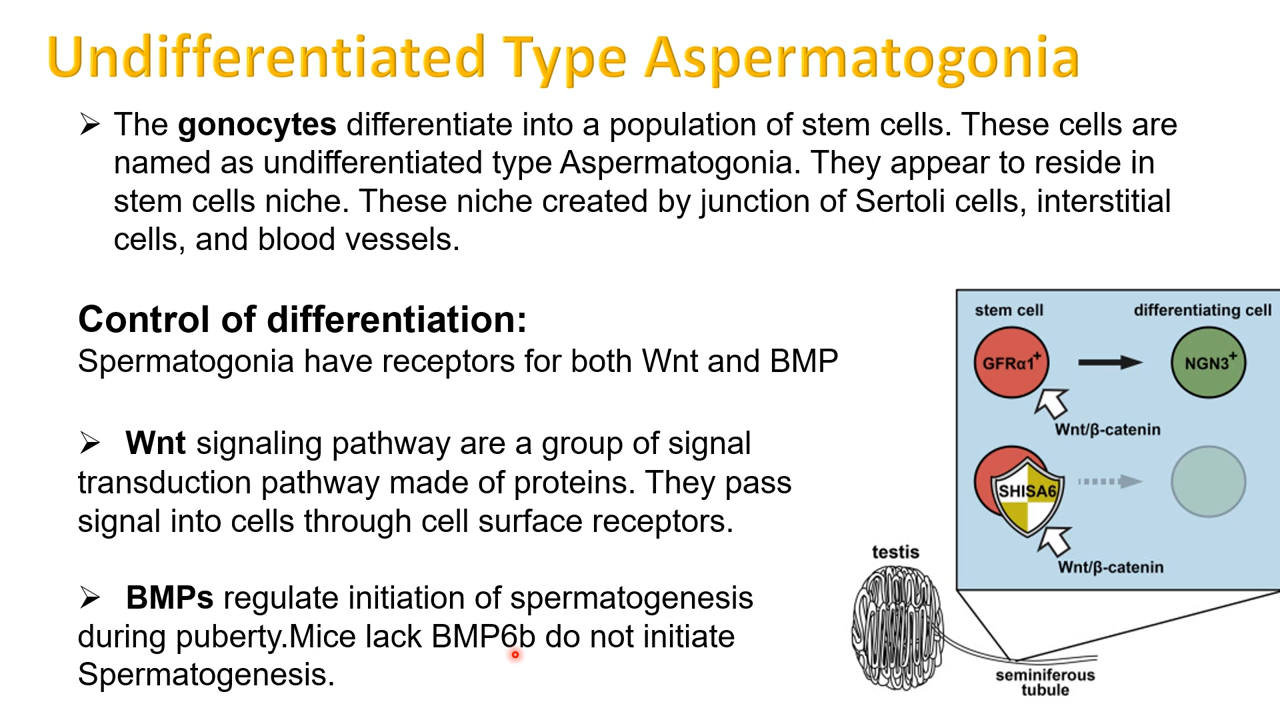 Undifferentiated Type Aspermatogonia
➢ The gonocytes differentiate into a population of stem cells. These cells are
named as undifferentiated type Aspermatogonia. They appear to reside in
stem cells niche. These niche created by junction of Sertoli cells, interstitial
cells, and blood vessels.
Control of differentiation:
Spermatogonia have receptors for both Wnt and BMP
➢ Wnt signaling pathway are a group of signal
transduction pathway made of proteins. They pass
signal into cells through cell surface receptors.
➢ BMPs regulate initiation of spermatogenesis
during puberty.Mice lack BMP6b do not initiate
Spermatogenesis.
stem cell
differentiating cell
GFRα1+
NGN3+
Wnt/β-catenin
SHISA6
Wnt/β-catenin
testis
seminiferous
tubule